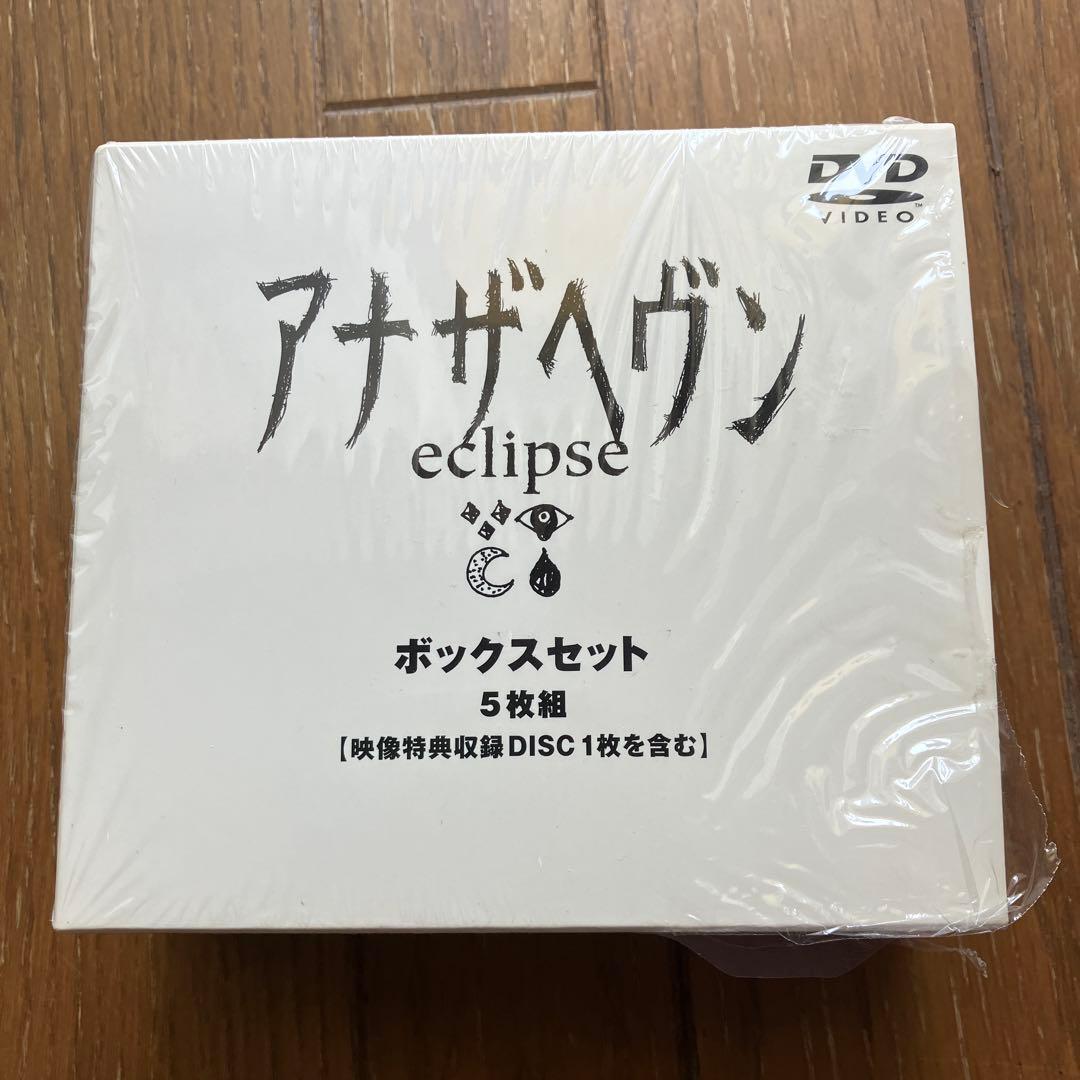 DVD
VIDEO
アナザヘヴン
eclipse
ボックスセット
5枚組
【映像特典収録DISC 1枚を含む】